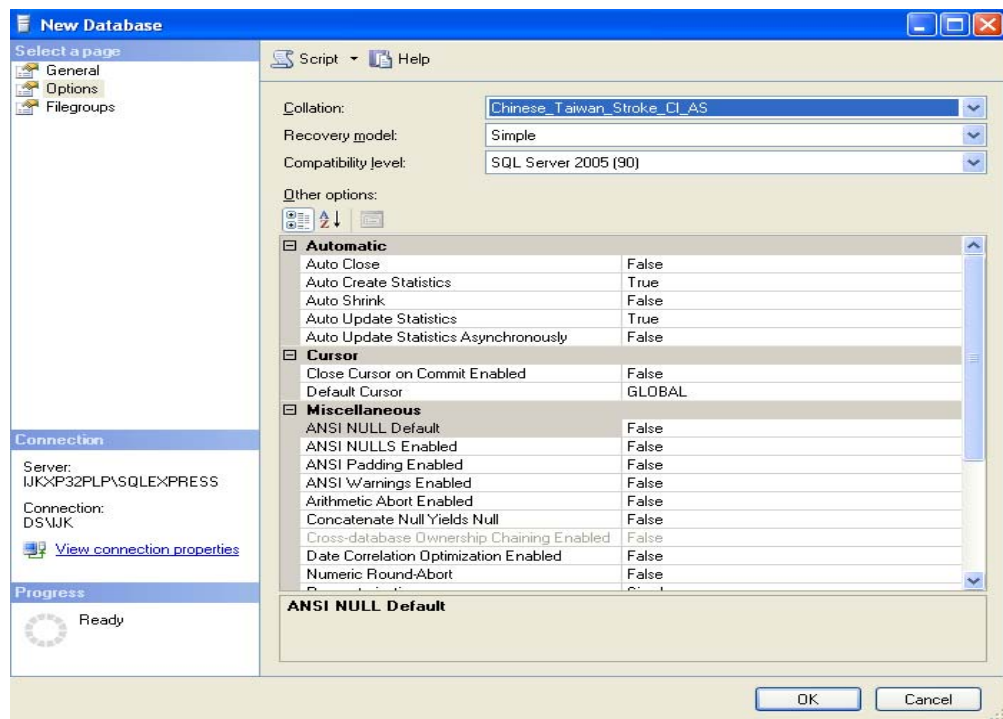 New Database
Select a page
General
Options
Filegroups
Script
Help
Collation: Chinese_Taiwan_Stroke_CI_AS
Recovery model: Simple
Compatibility level: SQL Server 2005 (90)
Other options:
Automatic
Auto Close False
Auto Create Statistics True
Auto Shrink False
Auto Update Statistics True
Auto Update Statistics Asynchronously False
Cursor
Close Cursor on Commit Enabled False
Default Cursor GLOBAL
Miscellaneous
ANSI NULL Default False
ANSI NULLS Enabled False
ANSI Padding Enabled False
ANSI Warnings Enabled False
Arithmetic Abort Enabled False
Concatenate Null Yields Null False
Cross-database Ownership Chaining Enabled False
Date Correlation Optimization Enabled False
Numeric Round-Abort False
ANSI NULL Default
Connection
Server:
IJKXP32PLP\SQLEXPRESS
Connection:
DS\IJK
View connection properties
Progress
Ready
OK
Cancel